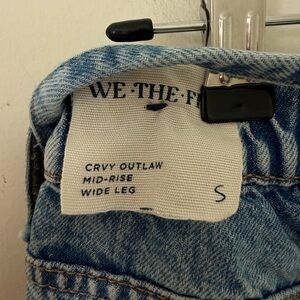 WE·THE·F
CRVY OUTLAW
MID-RISE
WIDE LEG
S